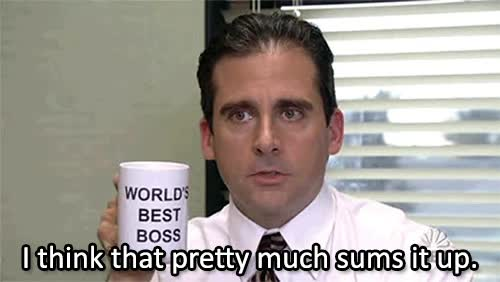 WORLD'S
BEST
BOSS
I think that pretty much sums it up.